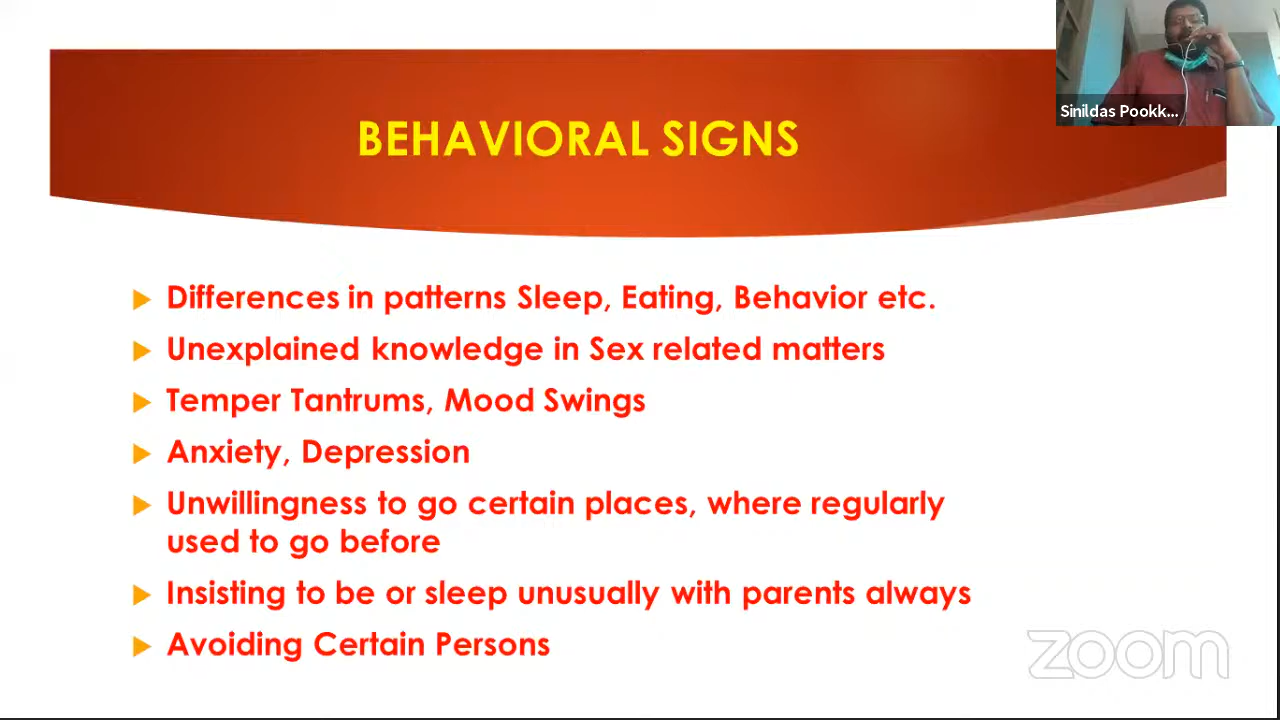 Sinildas Pookk...
BEHAVIORAL SIGNS
Differences in patterns Sleep, Eating, Behavior etc.
Unexplained knowledge in Sex related matters
Temper Tantrums, Mood Swings
Anxiety, Depression
Unwillingness to go certain places, where regularly
used to go before
Insisting to be or sleep unusually with parents always
Avoiding Certain Persons
zoom